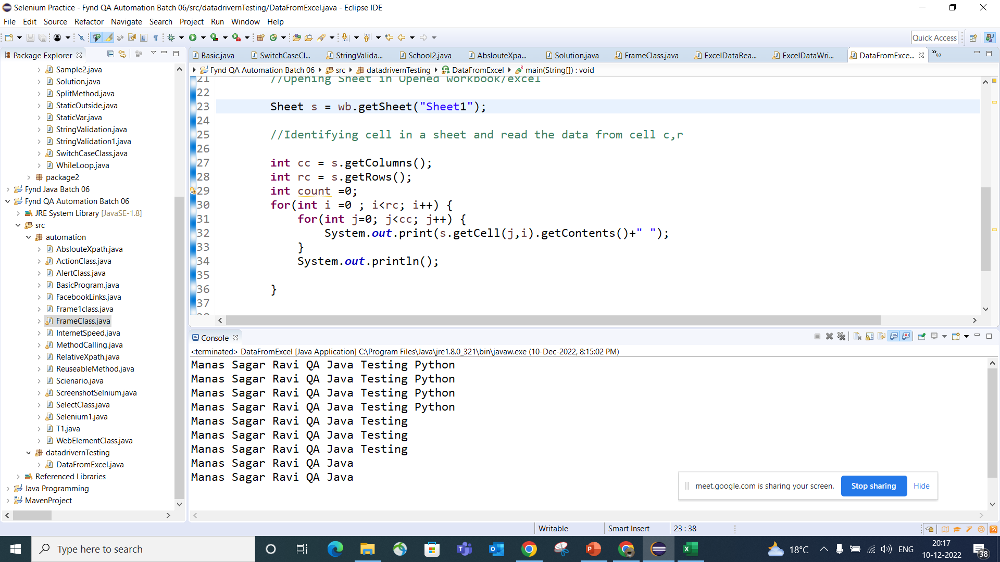 Selenium Practice - Fynd QA Automation Batch 06/src/datadrivernTesting/DataFromExcel.java - Eclipse IDE
File Edit Source Refactor Navigate Search Project Run Window Help
Quick Access
Package Explorer
Sample2.java
Solution.java
SplitMethod.java
StaticOutside.java
StaticVar.java
StringValidation.java
StringValidation1.java
SwitchCaseClass.java
WhileLoop.java
package2
Fynd Java Batch 06
Fynd QA Automation Batch 06
JRE System Library [JavaSE-1.8]
src
automation
AbslouteXpath.java
ActionClass.java
AlertClass.java
BasicProgram.java
FacebookLinks.java
Frame1class.java
FrameClass.java
InternetSpeed.java
MethodCalling.java
RelativeXpath.java
ReuseableMethod.java
Scienario.java
ScreenshotSelnium.java
SelectClass.java
Selenium1.java
T1.java
WebElementClass.java
datadrivernTesting
DataFromExcel.java
Referenced Libraries
Java Programming
MavenProject
Basic.java SwitchCaseCl... StringValida... School2.java AbslouteXpa... Solution.java FrameClass.java ExcelDataRea... ExcelDataWri... DataFromExce... »92
Fynd QA Automation Batch 06 src datadrivernTesting DataFromExcel main(String[]) : void
21 //Opening Sheet in Opened workbook/excel
22
23 Sheet s = wb.getSheet("Sheet1");
24
25 //Identifying cell in a sheet and read the data from cell c,r
26
27 int cc = s.getColumns();
28 int rc = s.getRows();
29 int count =0;
30 for(int i =0 ; i<rc; i++) {
31 for(int j=0; j<cc; j++) {
32 System.out.print(s.getCell(j,i).getContents()+" ");
33 }
34 System.out.println();
35
36 }
37
Console
<terminated> DataFromExcel [Java Application] C:\Program Files\Java\jre1.8.0_321\bin\javaw.exe (10-Dec-2022, 8:15:02 PM)
Manas Sagar Ravi QA Java Testing Python
Manas Sagar Ravi QA Java Testing Python
Manas Sagar Ravi QA Java Testing Python
Manas Sagar Ravi QA Java Testing Python
Manas Sagar Ravi QA Java Testing
Manas Sagar Ravi QA Java Testing
Manas Sagar Ravi QA Java Testing
Manas Sagar Ravi QA Java
Manas Sagar Ravi QA Java
meet.google.com is sharing your screen. Stop sharing Hide
Writable Smart Insert 23 : 38
Type here to search
18°C ENG
20:17
10-12-2022
38